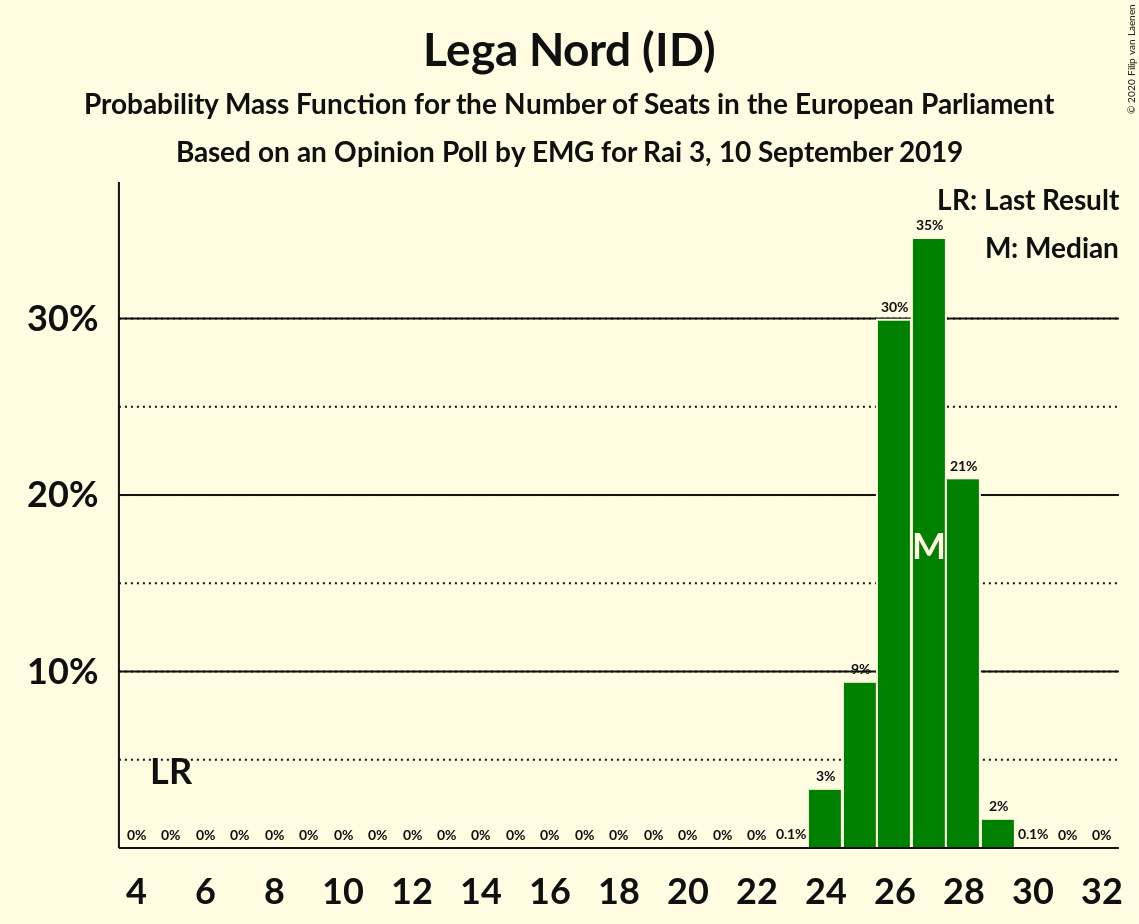 Lega Nord (ID)
Probability Mass Function for the Number of Seats in the European Parliament
Based on an Opinion Poll by EMG for Rai 3, 10 September 2019
© 2020 Filip van Laenen
LR: Last Result
M: Median
35%
30%
30%
20%
21%
M
10%
9%
LR
3%
2%
0% 0% 0% 0% 0% 0% 0% 0% 0% 0% 0% 0% 0% 0% 0% 0% 0% 0% 0% 0.1% 0.1% 0% 0%
4 6 8 10 12 14 16 18 20 22 24 26 28 30 32